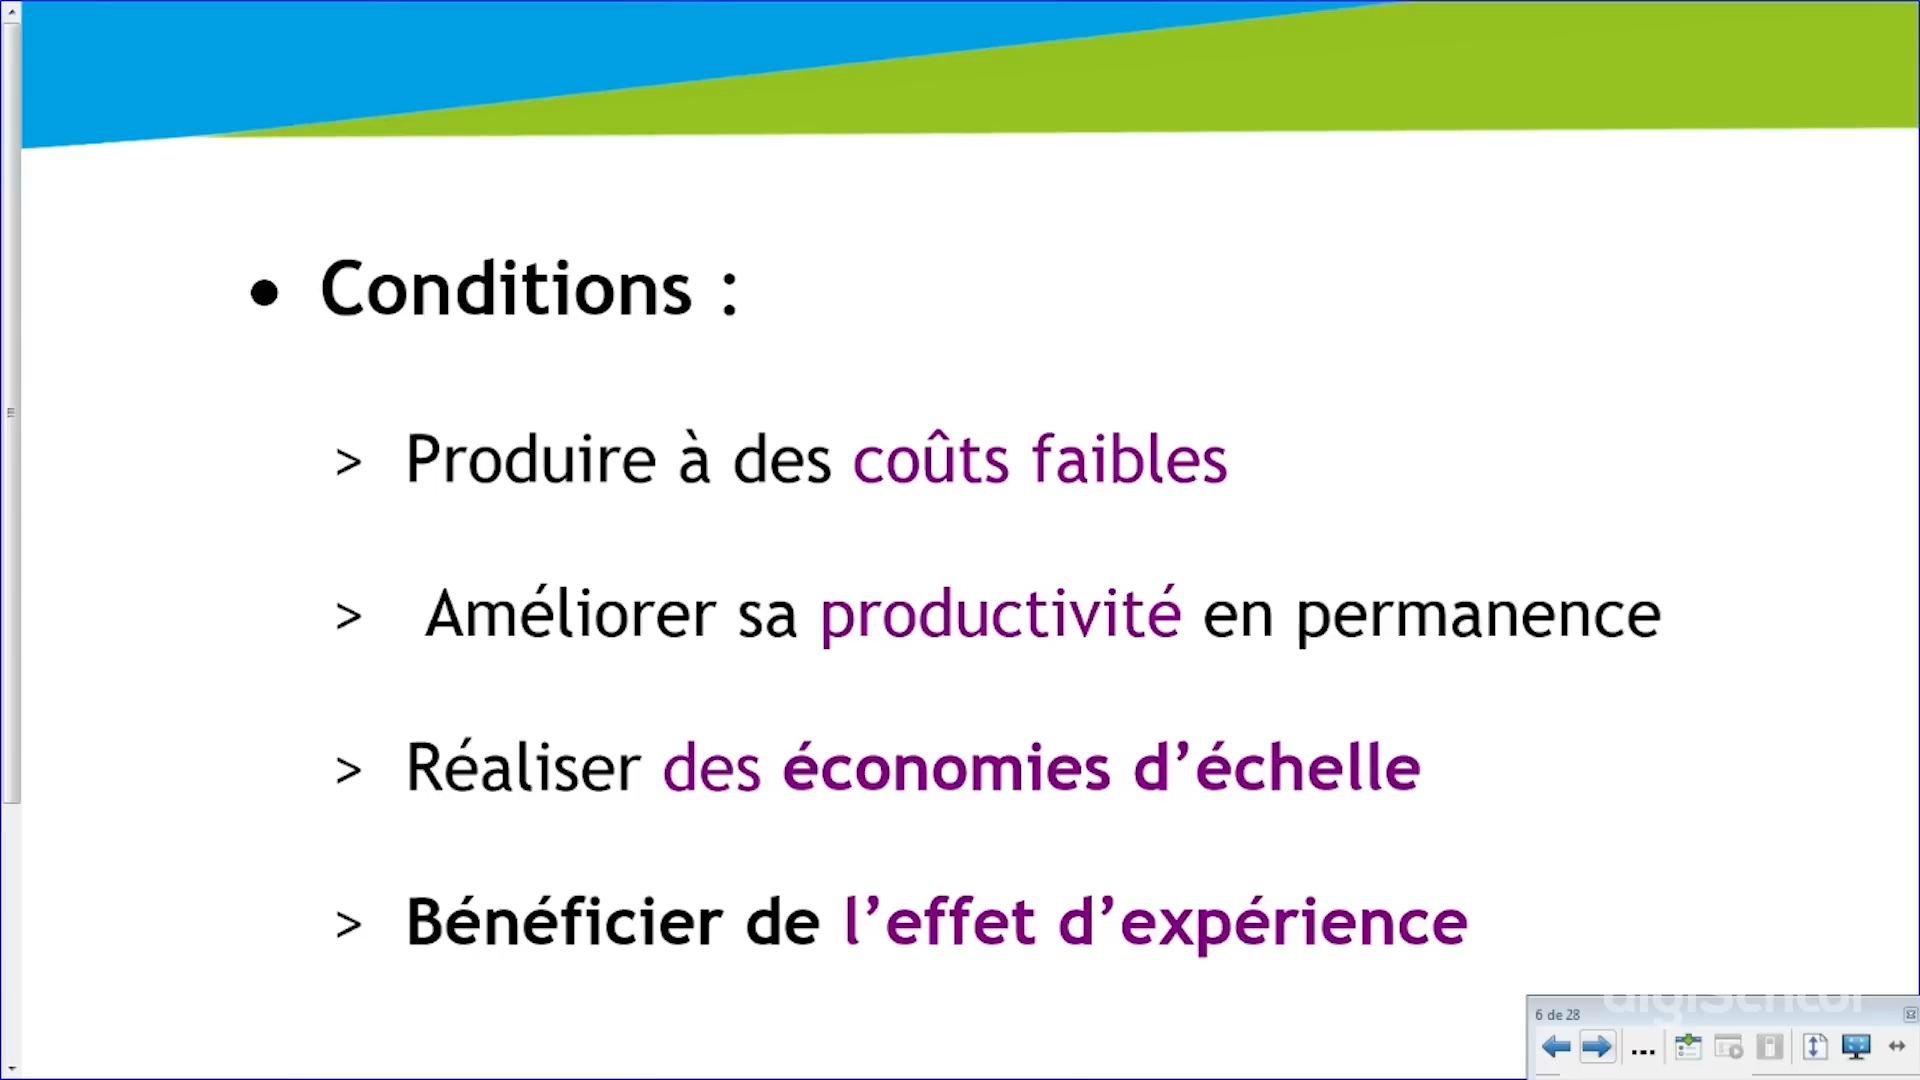 • Conditions :
> Produire à des coûts faibles
> Améliorer sa productivité en permanence
> Réaliser des économies d’échelle
> Bénéficier de l’effet d’expérience
6 de 28